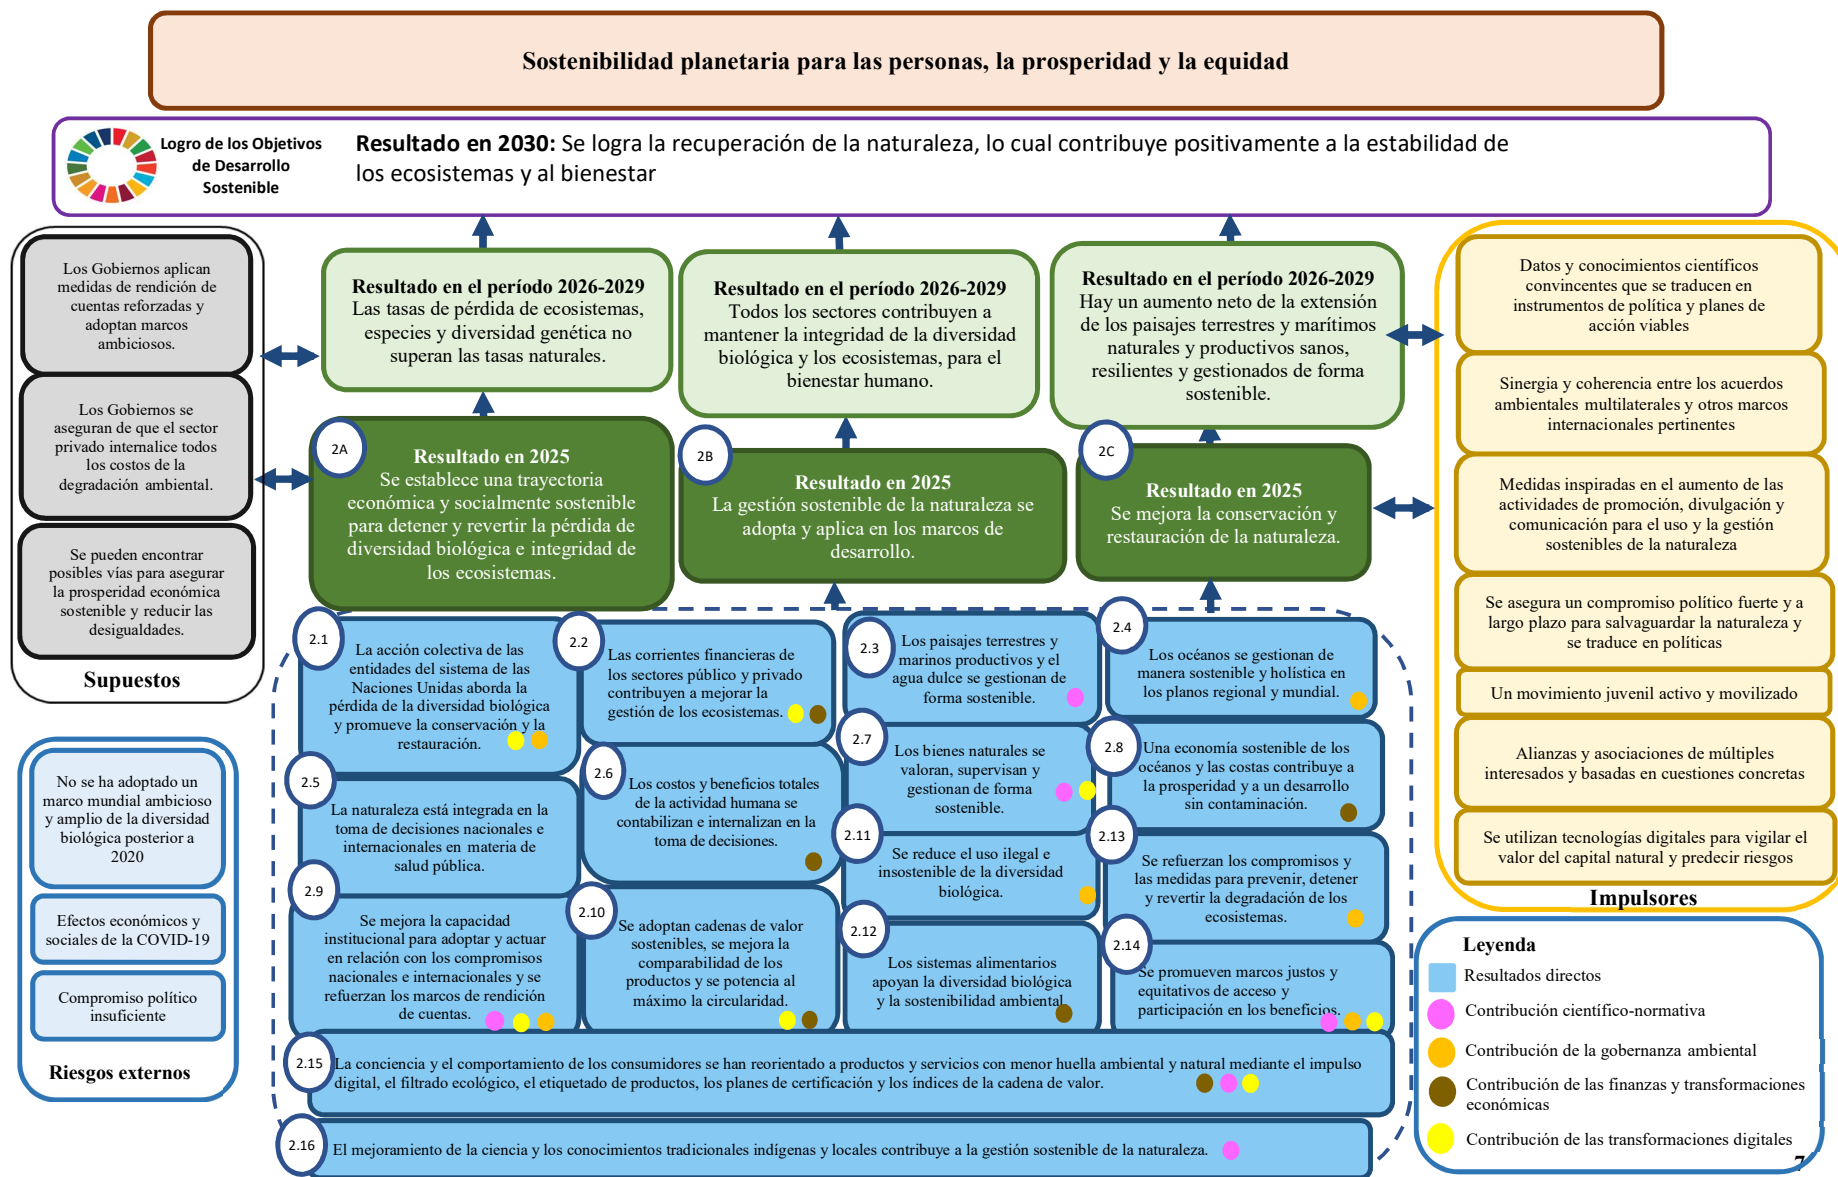 Sostenibilidad planetaria para las personas, la prosperidad y la equidad
Logro de los Objetivos
de Desarrollo
Sostenible
Resultado en 2030: Se logra la recuperación de la naturaleza, lo cual contribuye positivamente a la estabilidad de
los ecosistemas y al bienestar
Los Gobiernos aplican
medidas de rendición de
cuentas reforzadas y
adoptan marcos
ambiciosos.
Los Gobiernos se
aseguran de que el sector
privado internalice todos
los costos de la
degradación ambiental.
Se pueden encontrar
posibles vías para asegurar
la prosperidad económica
sostenible y reducir las
desigualdades.
Supuestos
No se ha adoptado un
marco mundial ambicioso
y amplio de la diversidad
biológica posterior a
2020
Efectos económicos y
sociales de la COVID-19
Compromiso político
insuficiente
Riesgos externos
Resultado en el período 2026-2029
Las tasas de pérdida de ecosistemas,
especies y diversidad genética no
superan las tasas naturales.
Resultado en el período 2026-2029
Todos los sectores contribuyen a
mantener la integridad de la diversidad
biológica y los ecosistemas, para el
bienestar humano.
Resultado en el período 2026-2029
Hay un aumento neto de la extensión
de los paisajes terrestres y marítimos
naturales y productivos sanos,
resilientes y gestionados de forma
sostenible.
2A
Resultado en 2025
Se establece una trayectoria
económica y socialmente sostenible
para detener y revertir la pérdida de
diversidad biológica e integridad de
los ecosistemas.
2B
Resultado en 2025
La gestión sostenible de la naturaleza se
adopta y aplica en los marcos de
desarrollo.
2C
Resultado en 2025
Se mejora la conservación y
restauración de la naturaleza.
2.1
La acción colectiva de las
entidades del sistema de las
Naciones Unidas aborda la
pérdida de la diversidad biológica
y promueve la conservación y la
restauración.
2.2
Las corrientes financieras de
los sectores público y privado
contribuyen a mejorar la
gestión de los ecosistemas.
2.3
Los paisajes terrestres y
marinos productivos y el
agua dulce se gestionan de
forma sostenible.
2.4
Los océanos se gestionan de
manera sostenible y holística en
los planos regional y mundial.
2.5
La naturaleza está integrada en la
toma de decisiones nacionales e
internacionales en materia de
salud pública.
2.6
Los costos y beneficios totales
de la actividad humana se
contabilizan e internalizan en la
toma de decisiones.
2.7
Los bienes naturales se
valoran, supervisan y
gestionan de forma
sostenible.
2.8
Una economía sostenible de los
océanos y las costas contribuye a
la prosperidad y a un desarrollo
sin contaminación.
2.9
Se mejora la capacidad
institucional para adoptar y actuar
en relación con los compromisos
nacionales e internacionales y se
refuerzan los marcos de rendición
de cuentas.
2.10
Se adoptan cadenas de valor
sostenibles, se mejora la
comparabilidad de los
productos y se potencia al
máximo la circularidad.
2.11
Se reduce el uso ilegal e
insostenible de la diversidad
biológica.
2.12
Los sistemas alimentarios
apoyan la diversidad biológica
y la sostenibilidad ambiental
2.13
Se refuerzan los compromisos y
las medidas para prevenir, detener
y revertir la degradación de los
ecosistemas.
2.14
Se promueven marcos justos y
equitativos de acceso y
participación en los beneficios.
2.15
La conciencia y el comportamiento de los consumidores se han reorientado a productos y servicios con menor huella ambiental y natural mediante el impulso
digital, el filtrado ecológico, el etiquetado de productos, los planes de certificación y los índices de la cadena de valor.
2.16
El mejoramiento de la ciencia y los conocimientos tradicionales indígenas y locales contribuye a la gestión sostenible de la naturaleza.
Datos y conocimientos científicos
convincentes que se traducen en
instrumentos de política y planes de
acción viables
Sinergia y coherencia entre los acuerdos
ambientales multilaterales y otros marcos
internacionales pertinentes
Medidas inspiradas en el aumento de las
actividades de promoción, divulgación y
comunicación para el uso y la gestión
sostenibles de la naturaleza
Se asegura un compromiso político fuerte y a
largo plazo para salvaguardar la naturaleza y
se traduce en políticas
Un movimiento juvenil activo y movilizado
Alianzas y asociaciones de múltiples
interesados y basadas en cuestiones concretas
Se utilizan tecnologías digitales para vigilar el
valor del capital natural y predecir riesgos
Impulsores
Leyenda
Resultados directos
Contribución científico-normativa
Contribución de la gobernanza ambiental
Contribución de las finanzas y transformaciones
económicas
Contribución de las transformaciones digitales
7